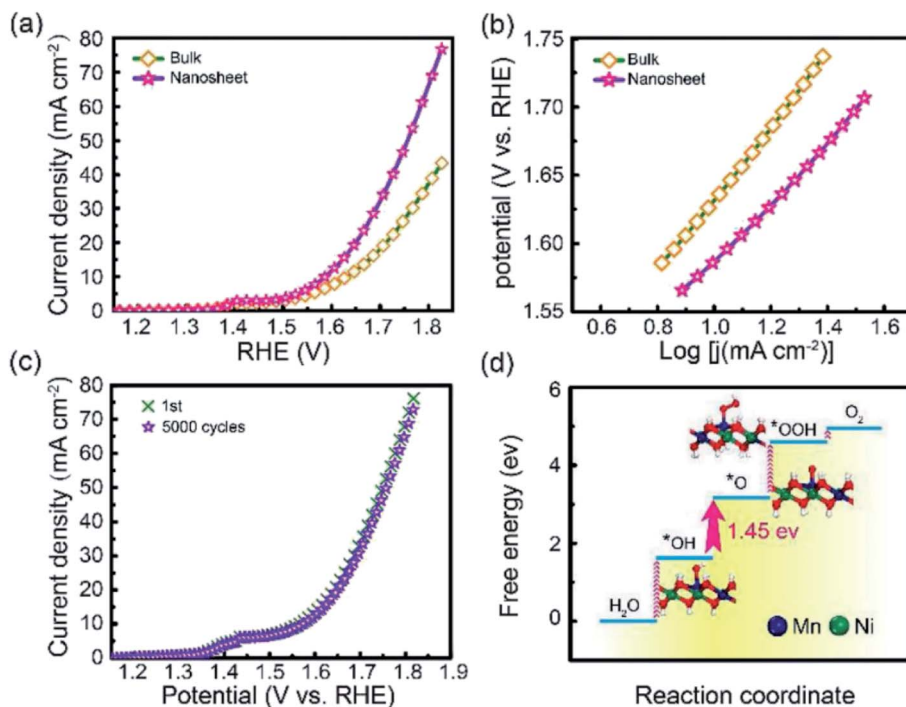 (a)
80
70
60
50
40
30
20
10
0
Current density (mA cm-2)
Bulk
Nanosheet
1.2 1.3 1.4 1.5 1.6 1.7 1.8
RHE (V)
(b)
1.75
1.70
1.65
1.60
1.55
potential (V vs. RHE)
Bulk
Nanosheet
0.6 0.8 1.0 1.2 1.4 1.6
Log [j(mA cm-2)]
(c)
80
70
60
50
40
30
20
10
0
Current density (mA cm-2)
1st
5000 cycles
1.2 1.3 1.4 1.5 1.6 1.7 1.8 1.9
Potential (V vs. RHE)
(d)
6
4
2
0
Free energy (ev)
H2O
*OH
1.45 ev
*O
*OOH
O2
Mn Ni
Reaction coordinate